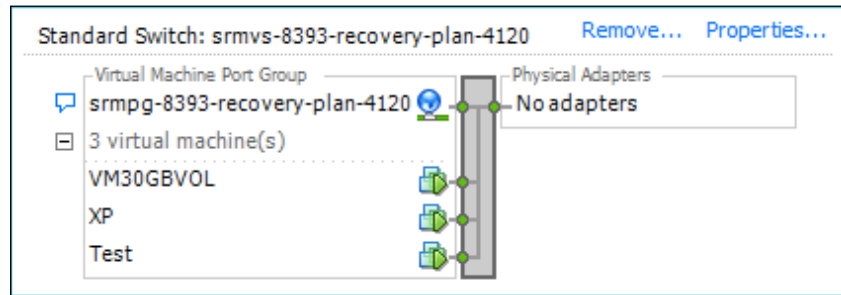 Standard Switch: srmvs-8393-recovery-plan-4120 Remove... Properties...
Virtual Machine Port Group Physical Adapters
srmpg-8393-recovery-plan-4120 No adapters
3 virtual machine(s)
VM30GBVOL
XP
Test